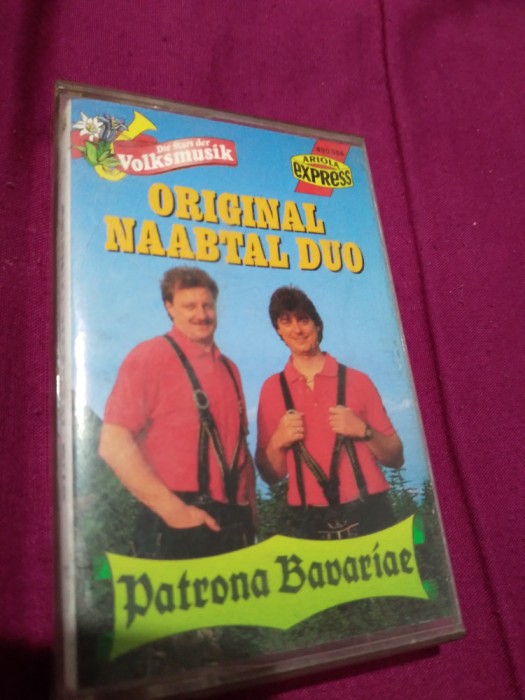 Die Stars der
Volksmusik
ARIOLA
eXPRESS
ORIGINAL
NAABTAL DUO
Patrona Bavariae